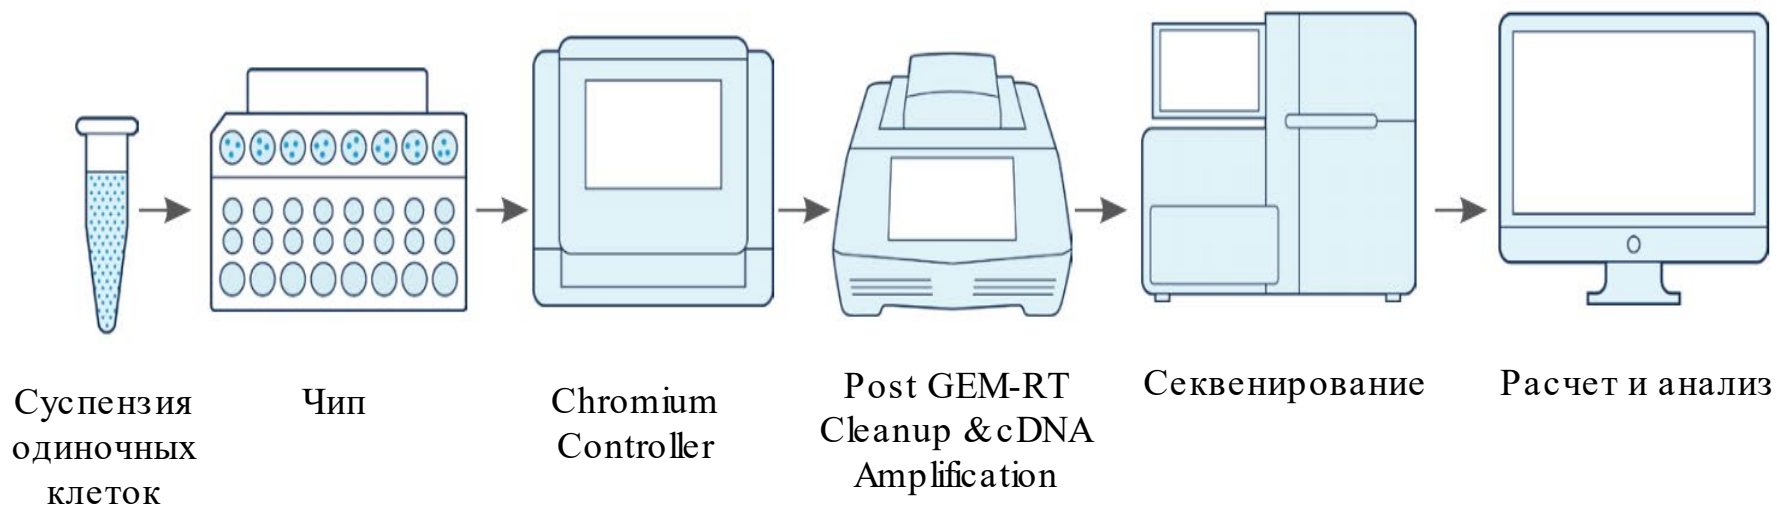 Суспензия
одиночных
клеток
Чип
Chromium
Controller
Post GEM-RT
Cleanup & cDNA
Amplification
Секвенирование
Расчет и анализ